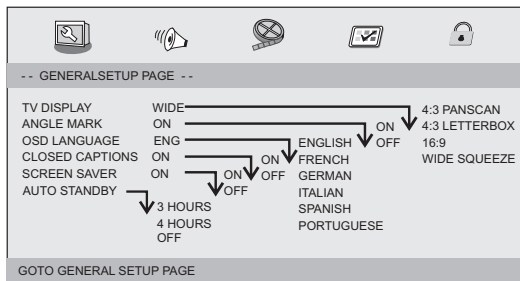 - - GENERALSETUP PAGE - -
TV DISPLAY WIDE
ANGLE MARK ON
OSD LANGUAGE ENG
CLOSED CAPTIONS ON
SCREEN SAVER ON
AUTO STANDBY
3 HOURS
4 HOURS
OFF
ON
OFF
ON
OFF
ENGLISH
FRENCH
GERMAN
ITALIAN
SPANISH
PORTUGUESE
ON
OFF
4:3 PANSCAN
4:3 LETTERBOX
16:9
WIDE SQUEEZE
GOTO GENERAL SETUP PAGE